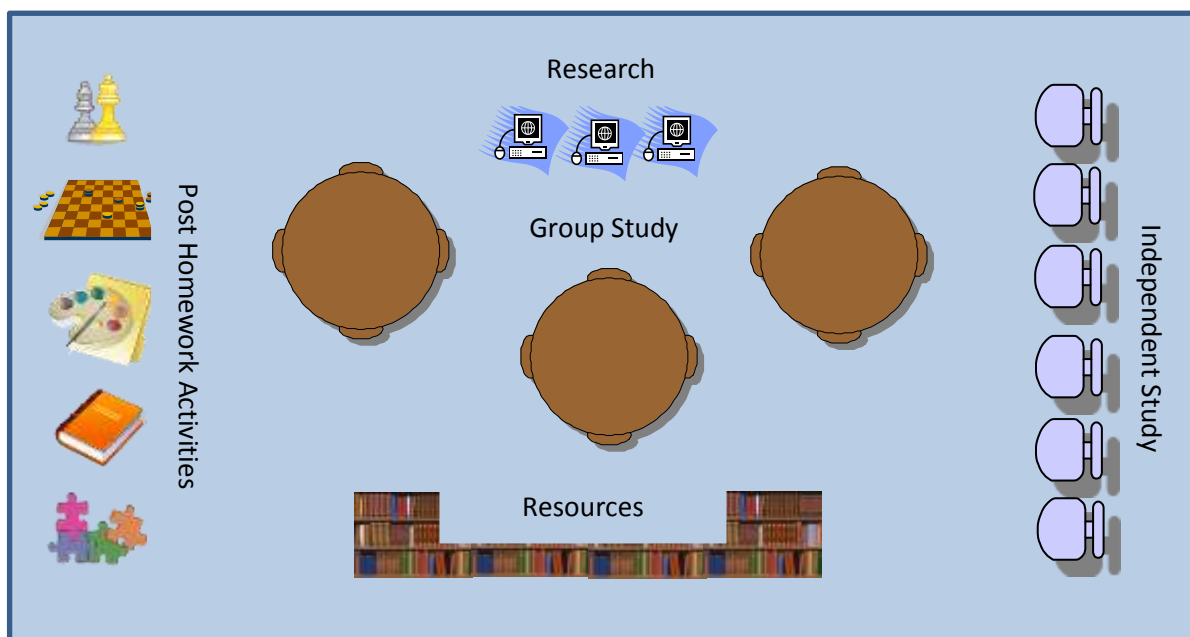 Research
Group Study
Post Homework Activities
Independent Study
Resources